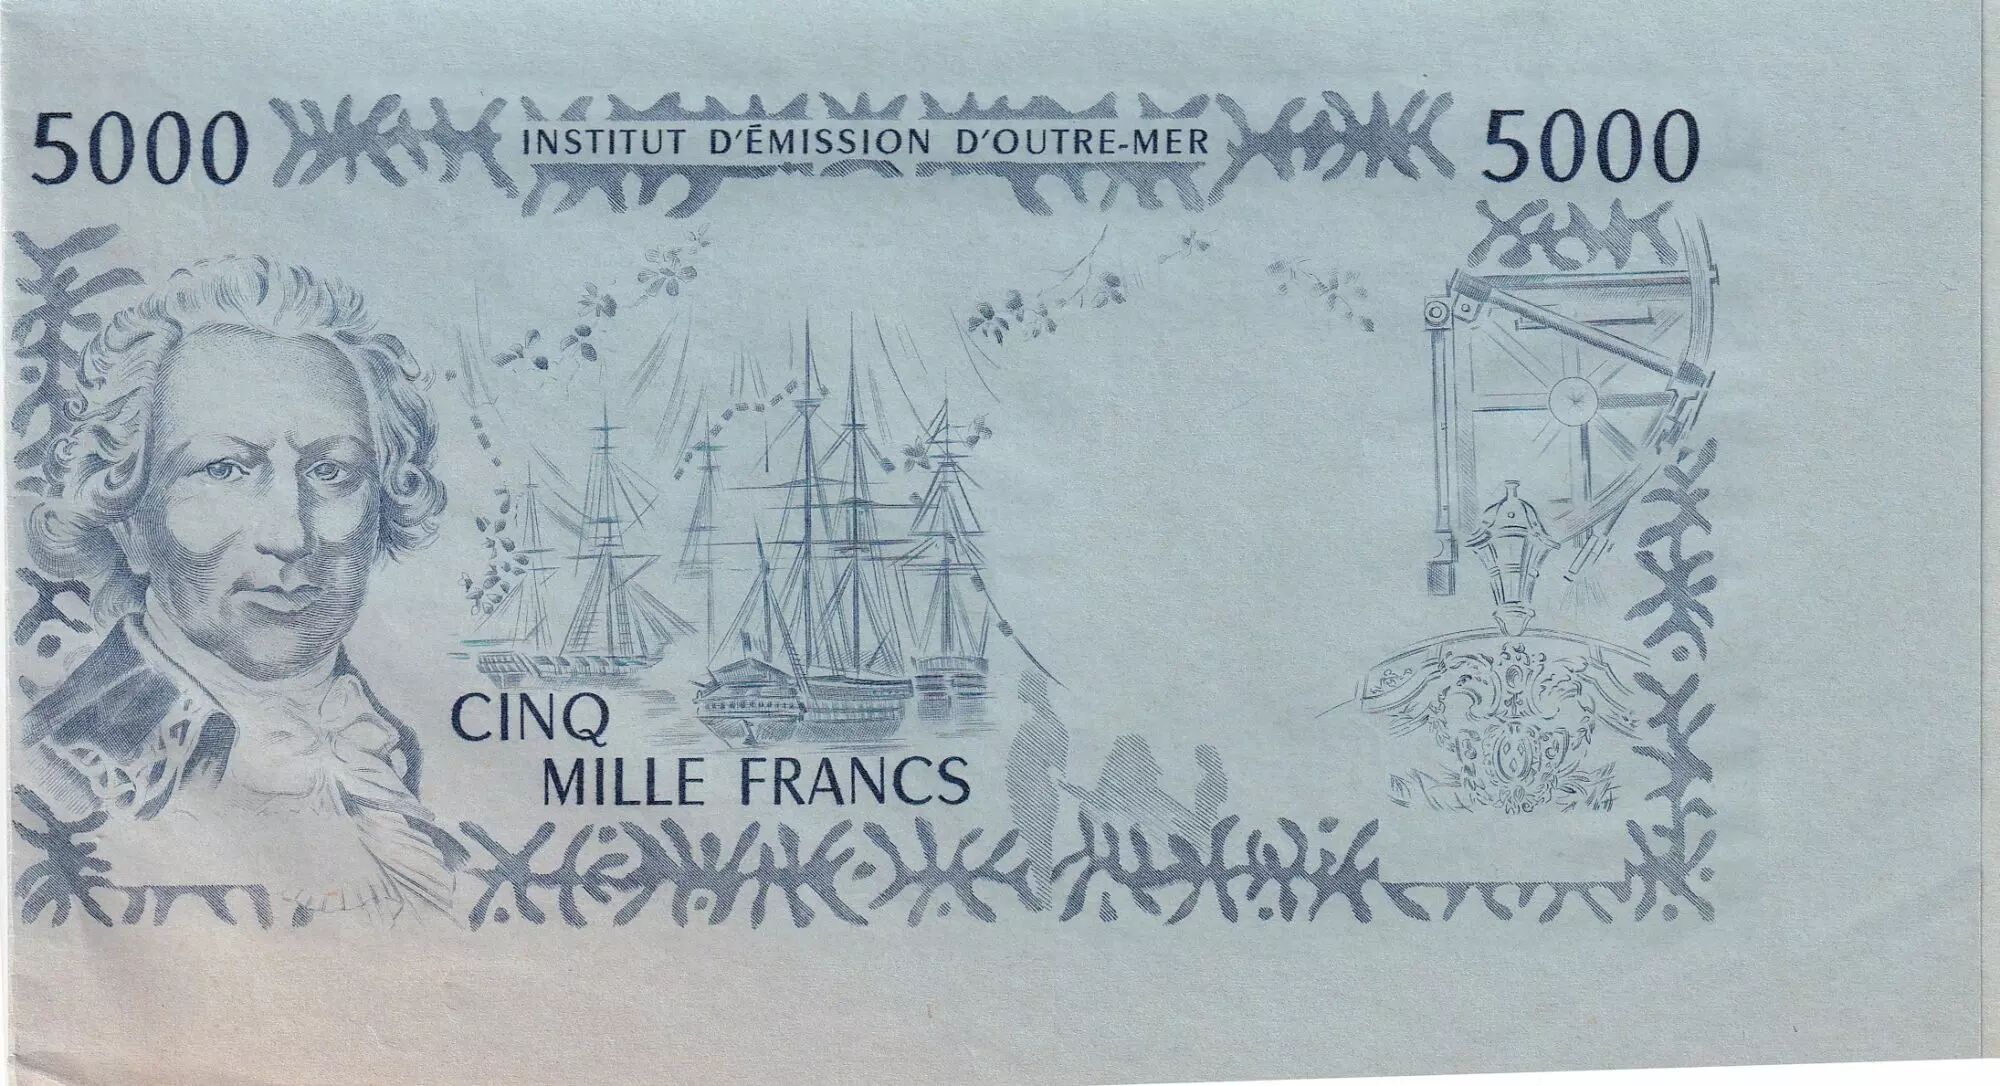 5000
INSTITUT D'ÉMISSION D'OUTRE-MER
5000
CINQ
MILLE FRANCS